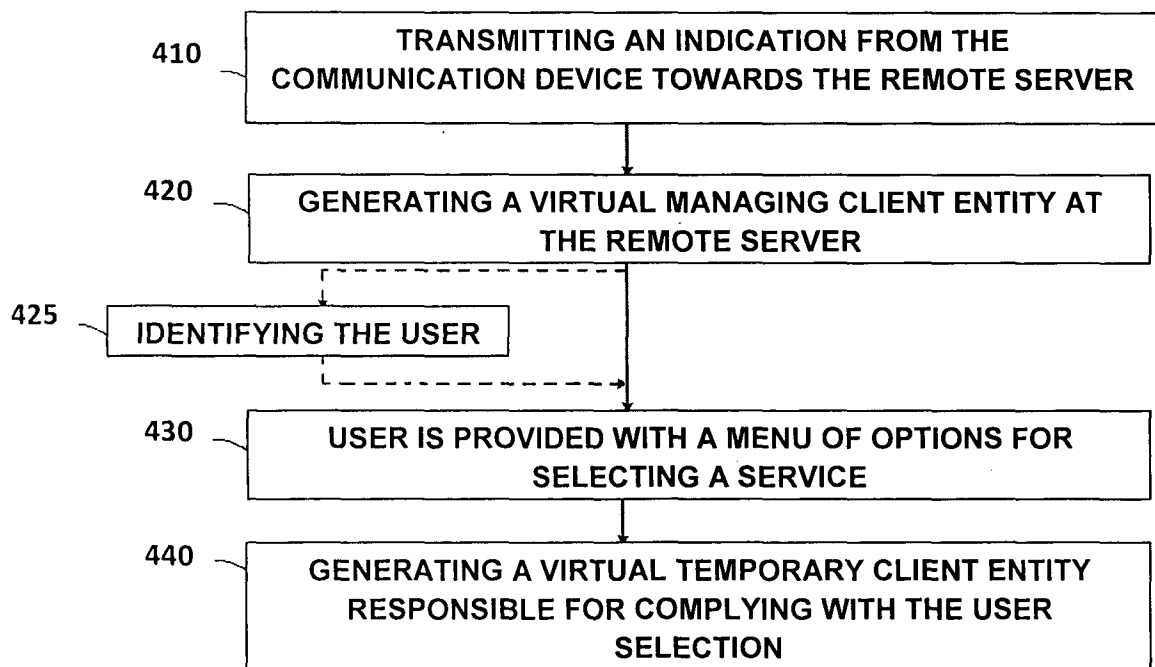 410
TRANSMITTING AN INDICATION FROM THE
COMMUNICATION DEVICE TOWARDS THE REMOTE SERVER
420
GENERATING A VIRTUAL MANAGING CLIENT ENTITY AT
THE REMOTE SERVER
425
IDENTIFYING THE USER
430
USER IS PROVIDED WITH A MENU OF OPTIONS FOR
SELECTING A SERVICE
440
GENERATING A VIRTUAL TEMPORARY CLIENT ENTITY
RESPONSIBLE FOR COMPLYING WITH THE USER
SELECTION